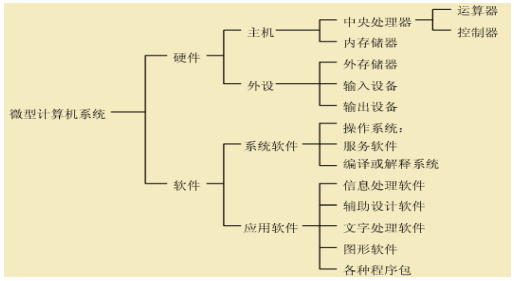 微型计算机系统
硬件
主机
中央处理器
运算器
控制器
内存储器
外设
外存储器
输入设备
输出设备
软件
系统软件
操作系统：
服务软件
编译或解释系统
应用软件
信息处理软件
辅助设计软件
文字处理软件
图形软件
各种程序包